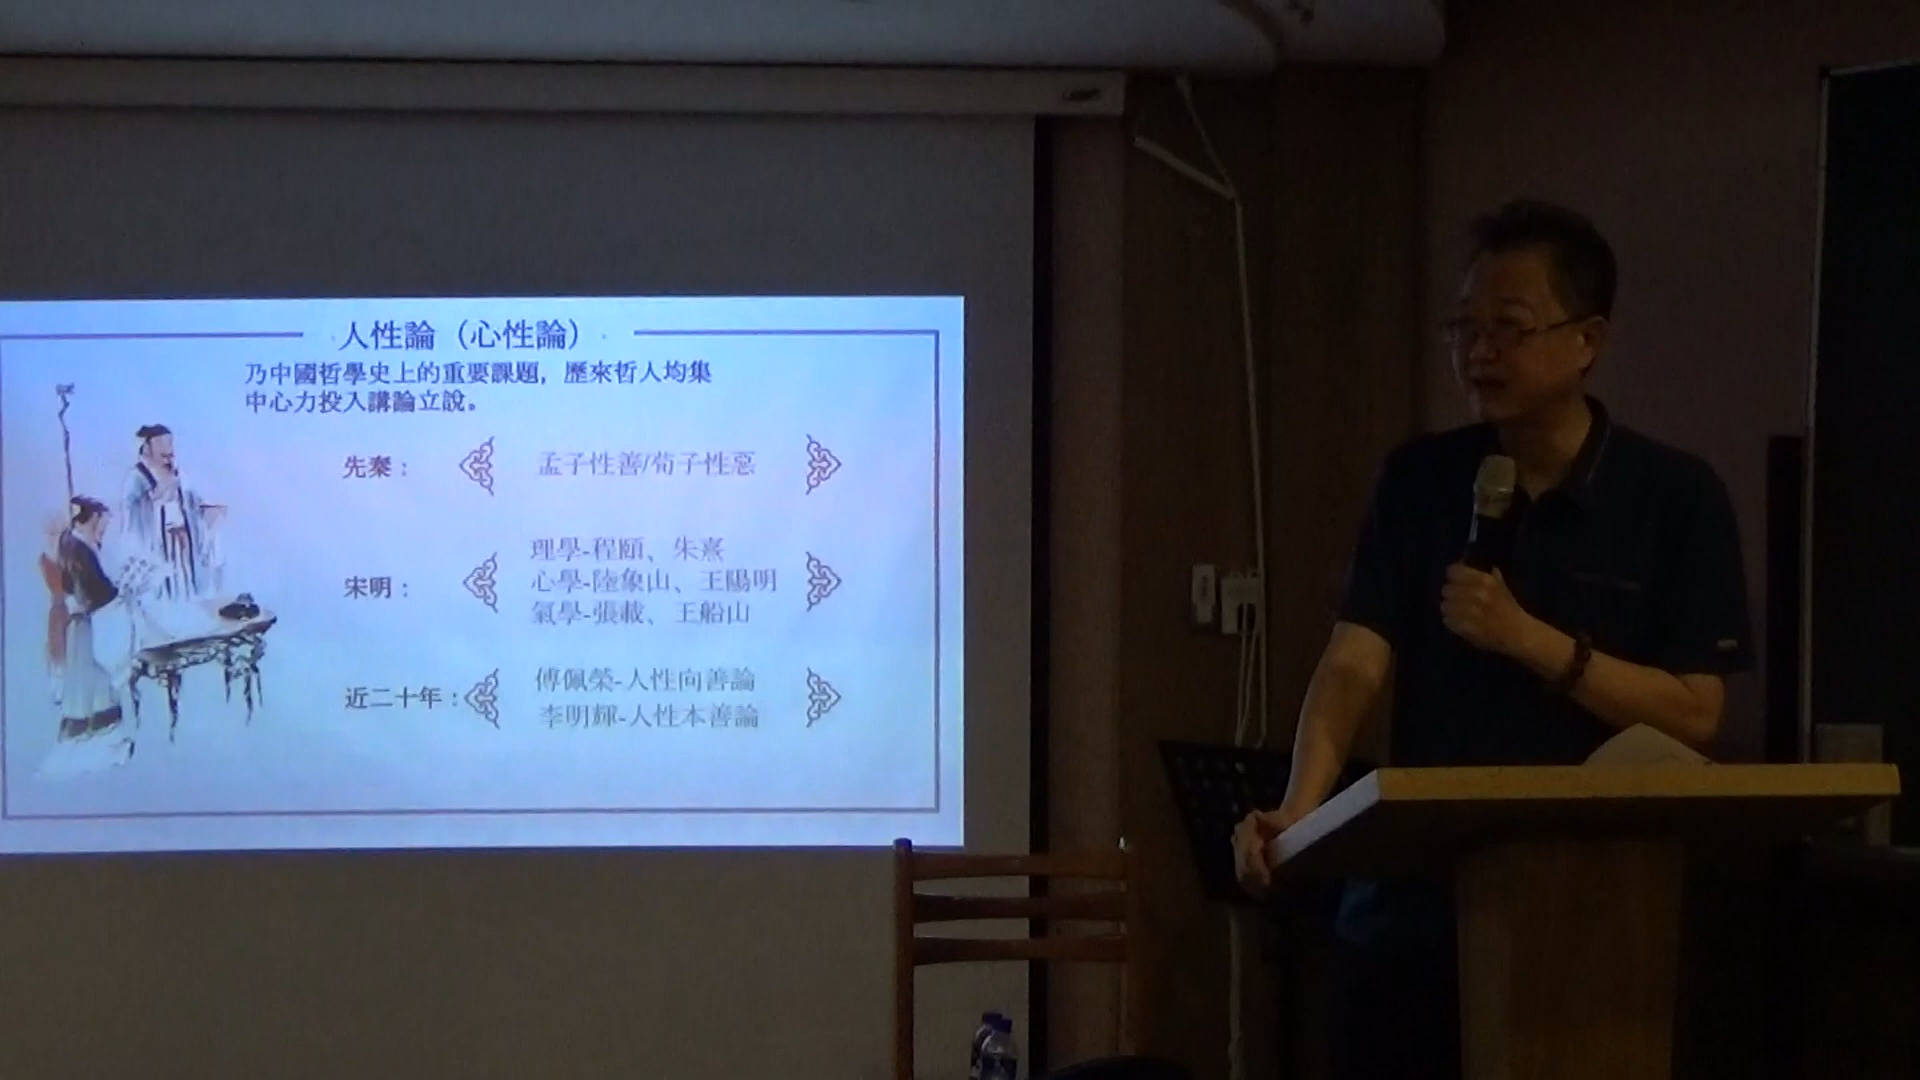 人性論（心性論）
乃中國哲學史上的重要課題，歷來哲人均集
中心力投入講論立說。
先秦：
孟子性善/荀子性惡
宋明：
理學-程頤、朱熹
心學-陸象山、王陽明
氣學-張載、王船山
近二十年：
傅佩榮-人性向善論
李明輝-人性本善論